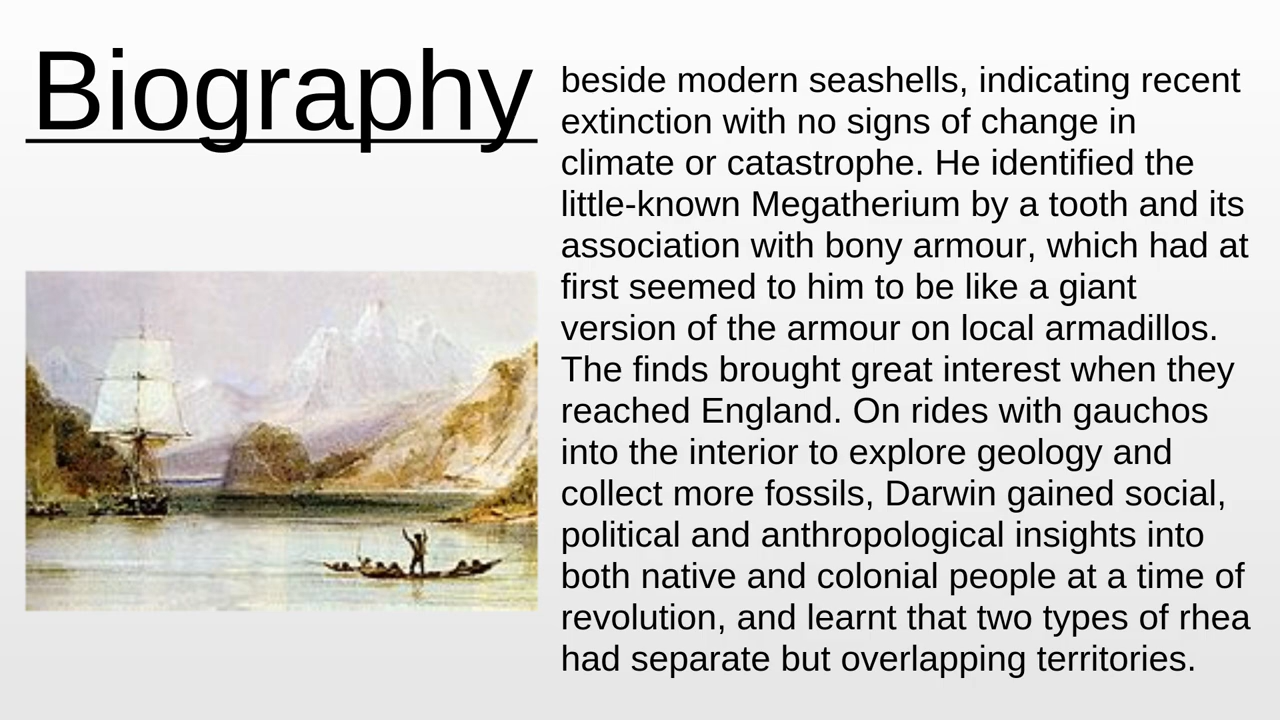 Biography
beside modern seashells, indicating recent
extinction with no signs of change in
climate or catastrophe. He identified the
little-known Megatherium by a tooth and its
association with bony armour, which had at
first seemed to him to be like a giant
version of the armour on local armadillos.
The finds brought great interest when they
reached England. On rides with gauchos
into the interior to explore geology and
collect more fossils, Darwin gained social,
political and anthropological insights into
both native and colonial people at a time of
revolution, and learnt that two types of rhea
had separate but overlapping territories.